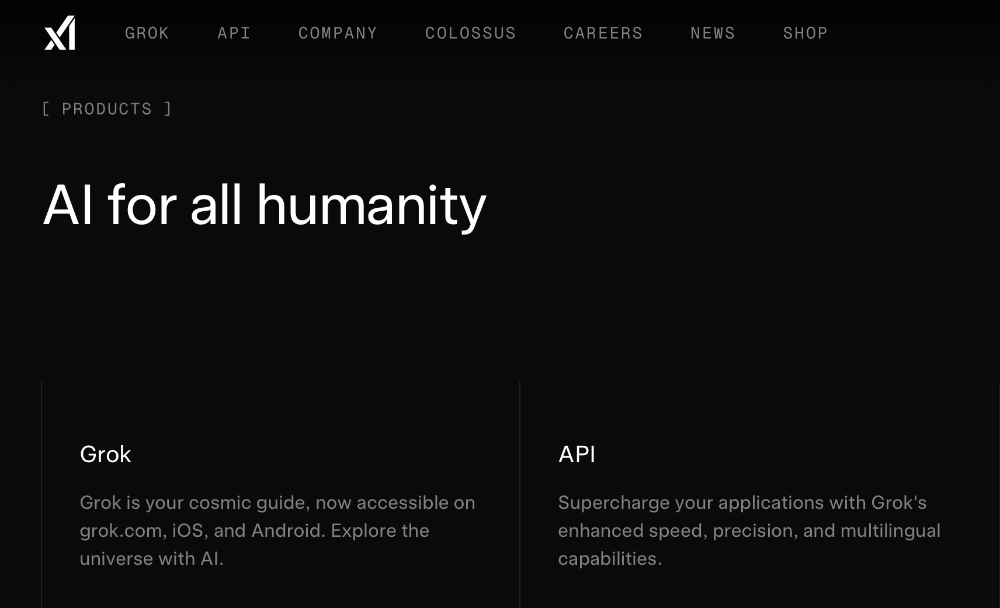 xI
GROK
API
COMPANY
COLOSSUS
CAREERS
NEWS
SHOP
[ PRODUCTS ]
AI for all humanity
Grok
Grok is your cosmic guide, now accessible on
grok.com, iOS, and Android. Explore the
universe with AI.
API
Supercharge your applications with Grok's
enhanced speed, precision, and multilingual
capabilities.